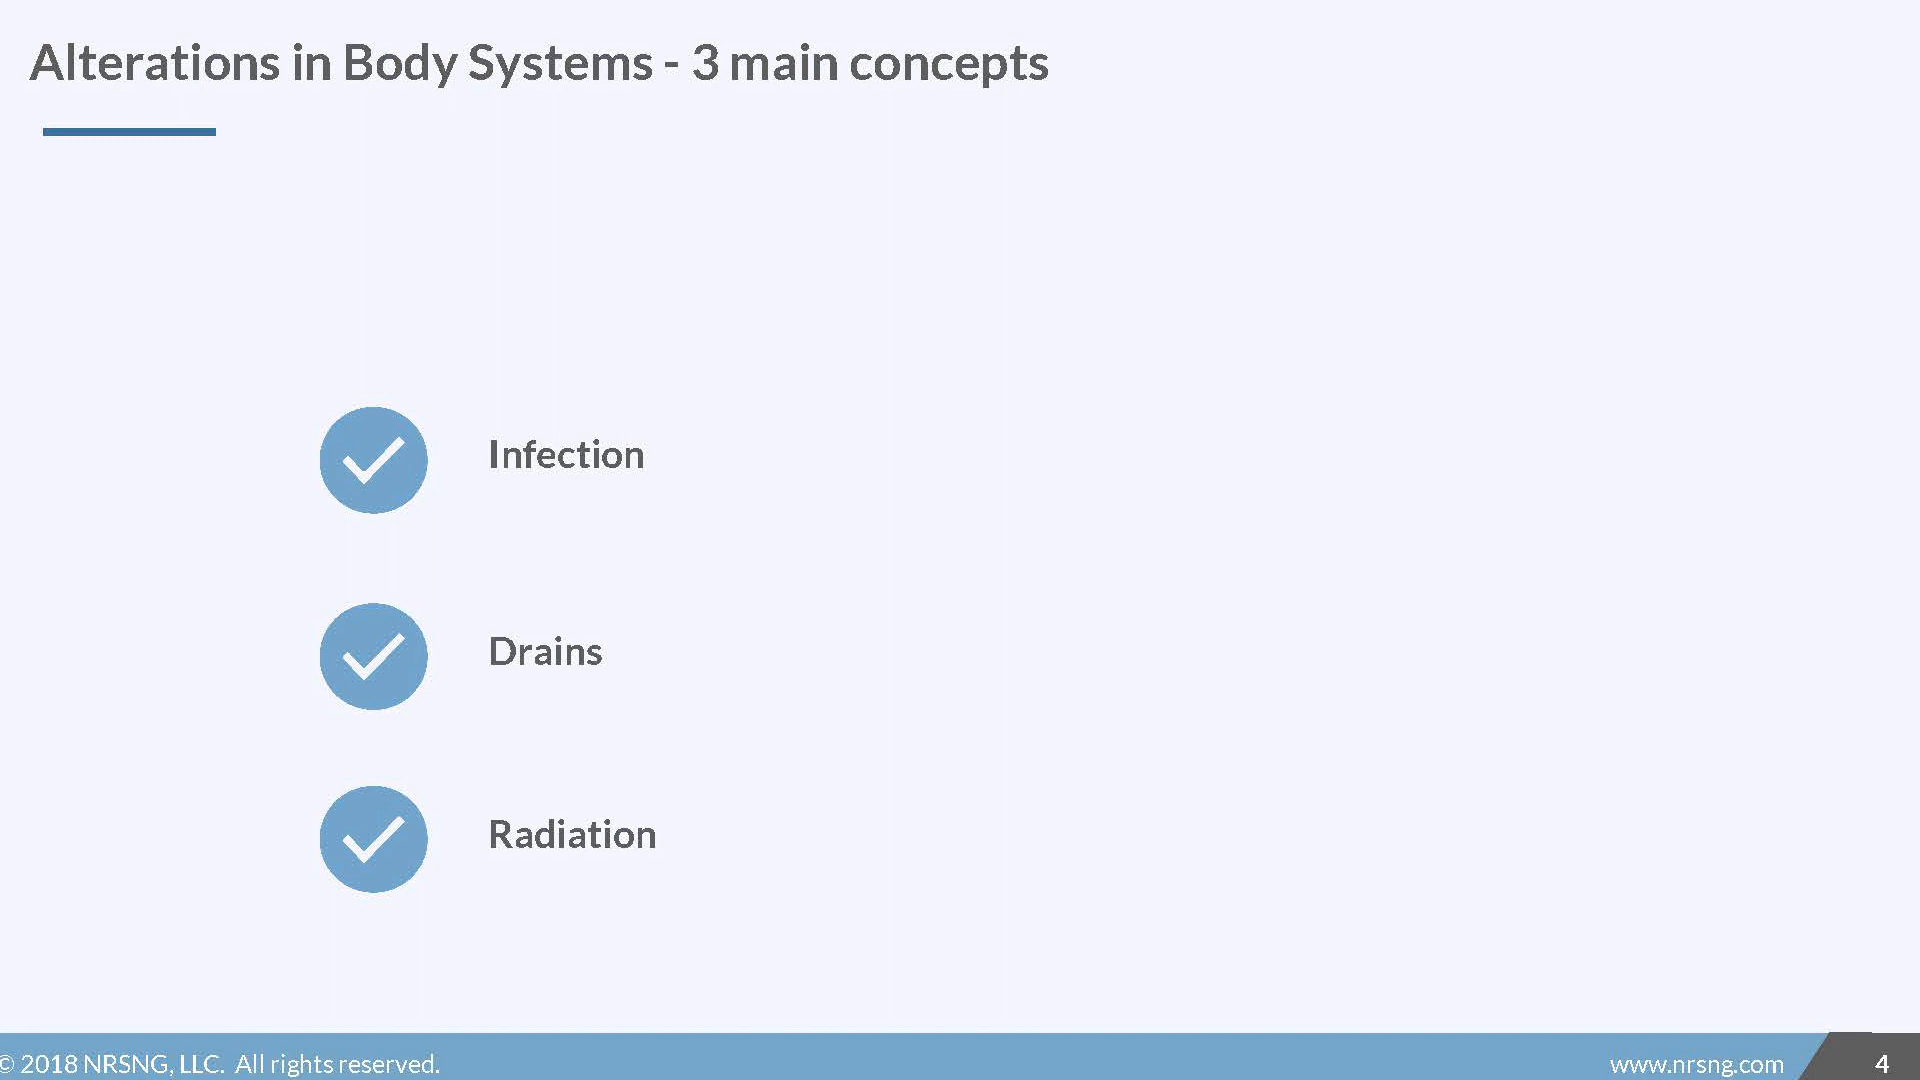 Alterations in Body Systems - 3 main concepts
Infection
Drains
Radiation
© 2018 NRSNG, LLC. All rights reserved.
www.nrsng.com
4